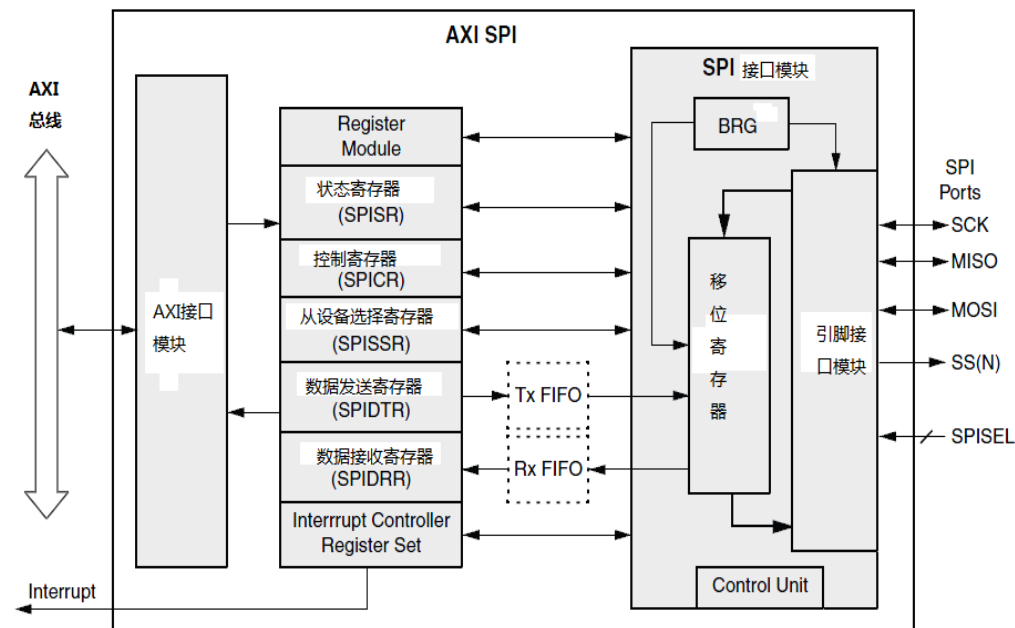 AXI SPI
AXI
总线
AXI接口
模块
Register
Module
状态寄存器
(SPISR)
控制寄存器
(SPICR)
从设备选择寄存器
(SPISSR)
数据发送寄存器
(SPIDTR)
数据接收寄存器
(SPIDRR)
Interrrupt Controller
Register Set
Interrupt
Tx FIFO
Rx FIFO
SPI 接口模块
BRG
移
位
寄
存
器
引脚接
口模块
Control Unit
SPI
Ports
SCK
MISO
MOSI
SS(N)
SPISEL